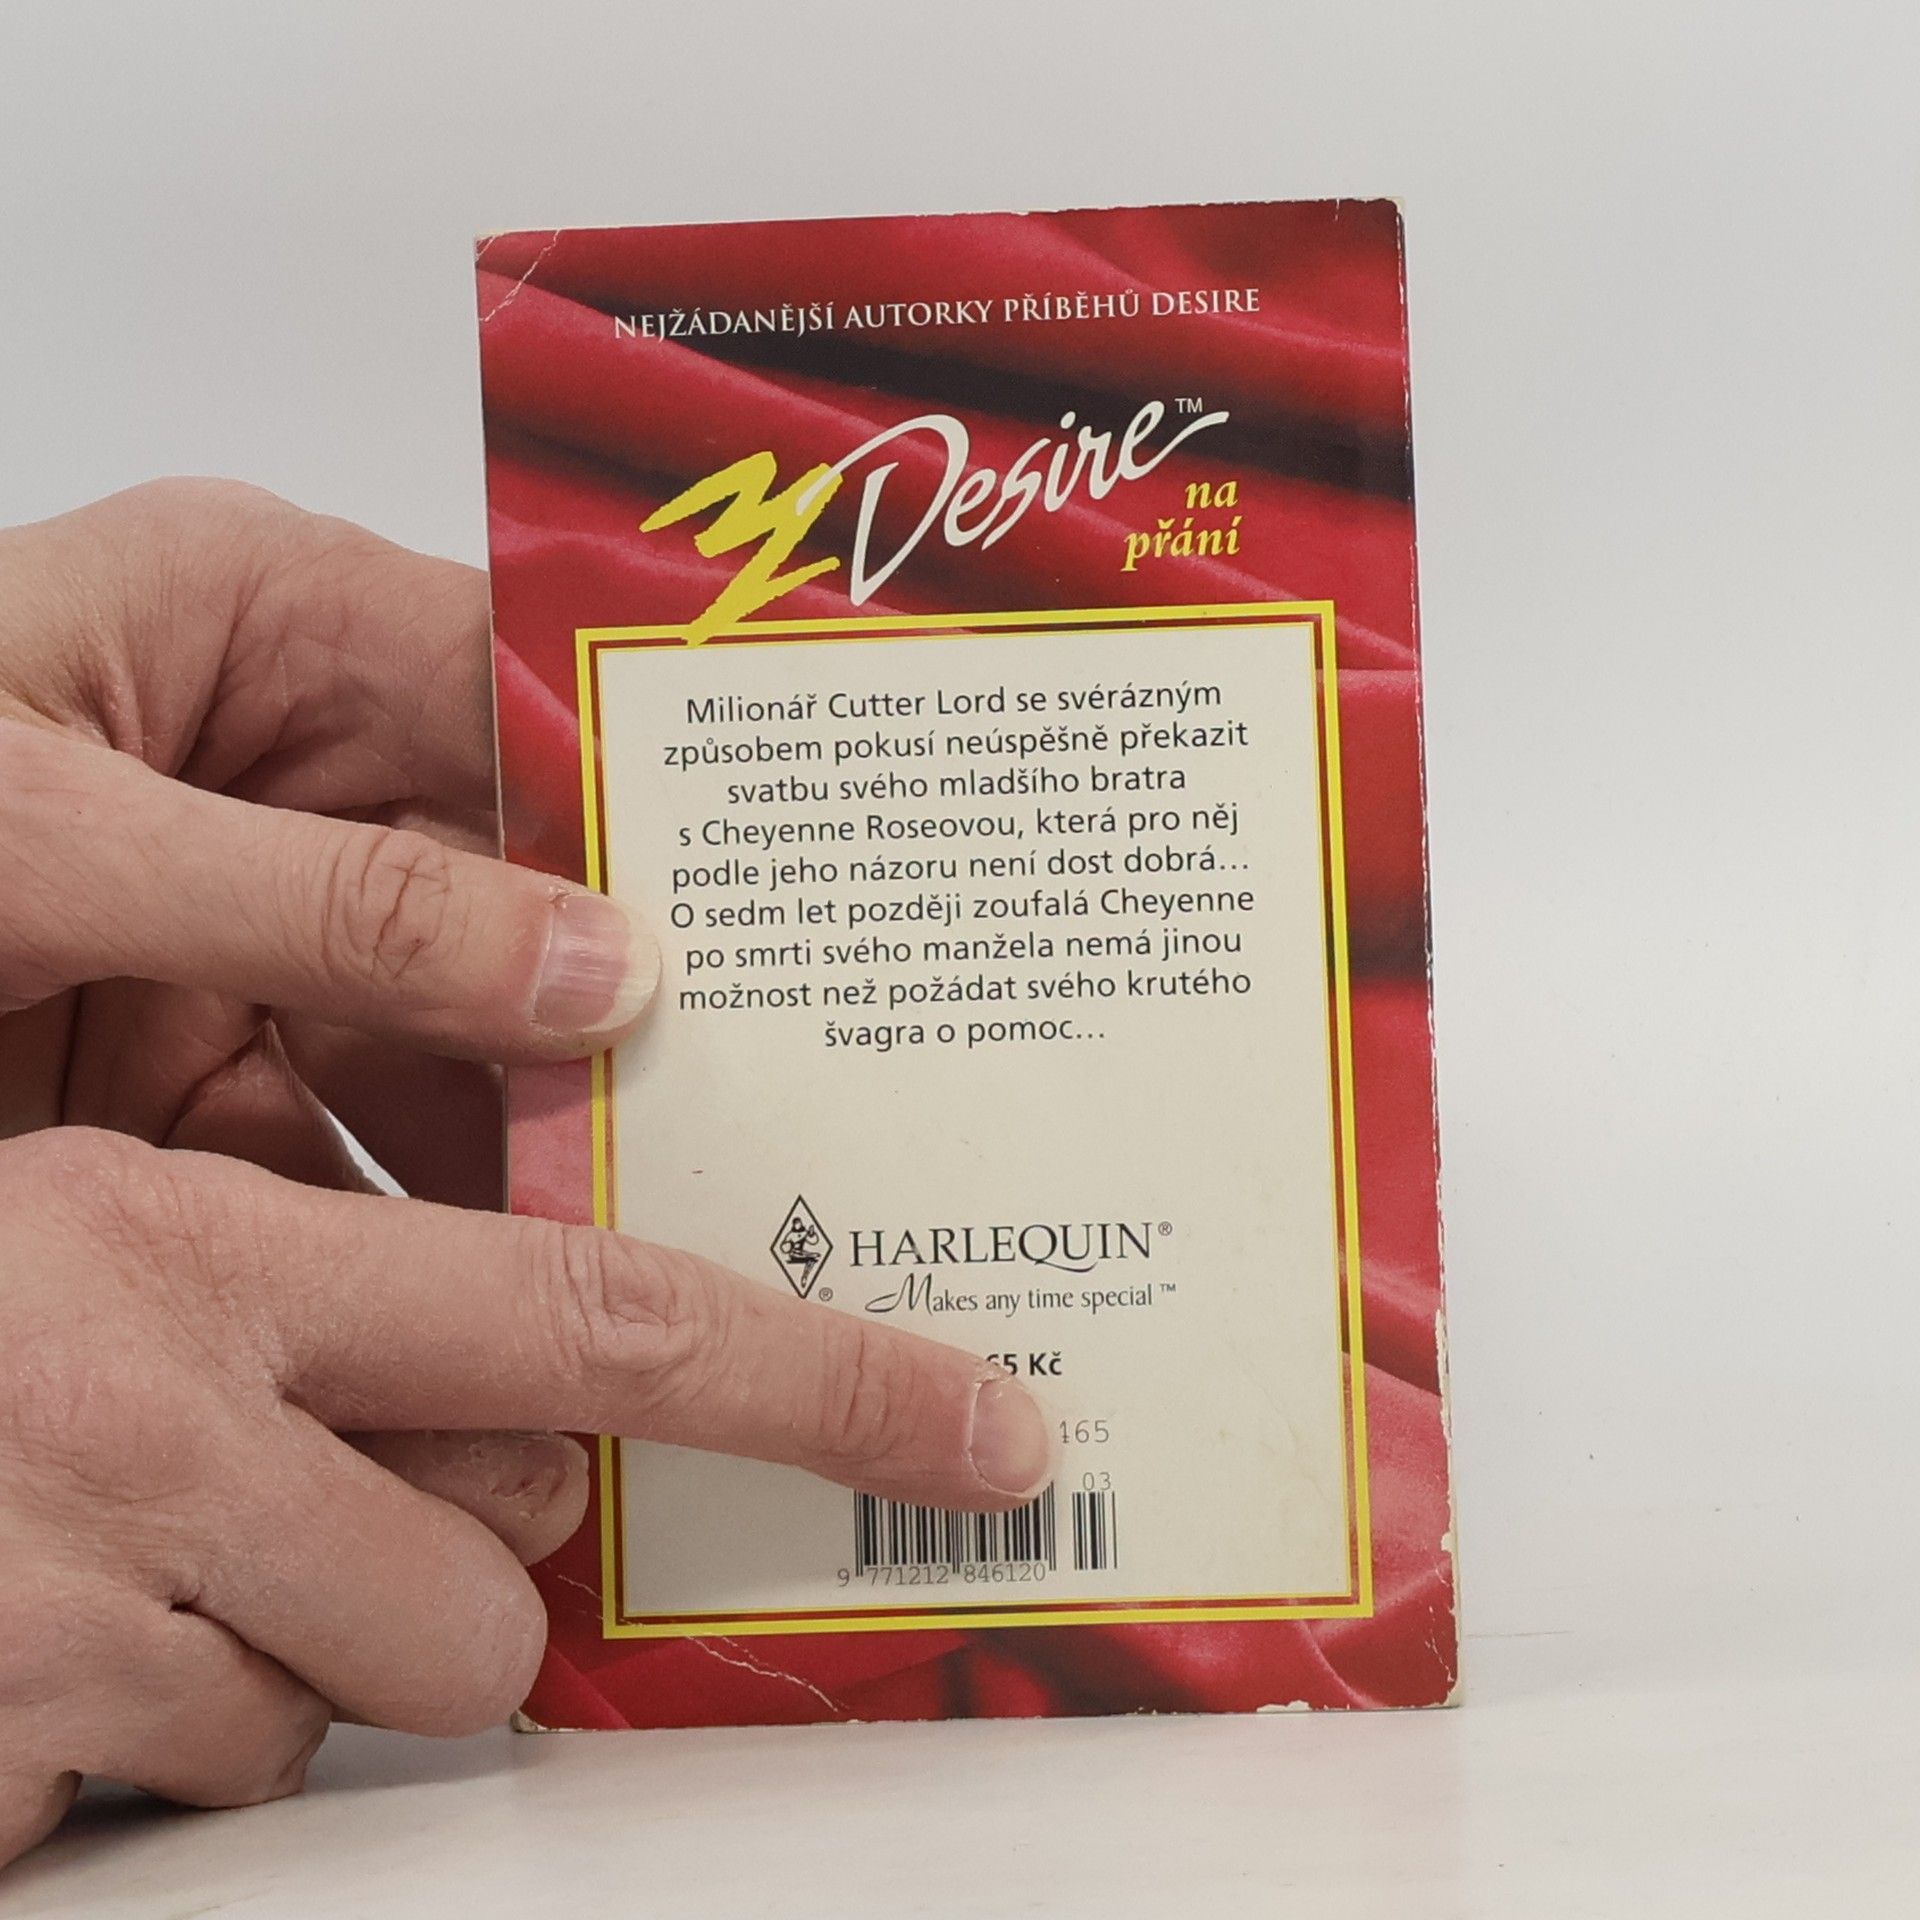 NEJŽÁDANĚJŠÍ AUTORKY PŘÍBĚHŮ DESIRE
3 Desire™
na
přání
Milionář Cutter Lord se svérázným
způsobem pokusí neúspěšně překazit
svatbu svého mladšího bratra
s Cheyenne Roseovou, která pro něj
podle jeho názoru není dost dobrá...
O sedm let později zoufalá Cheyenne
po smrti svého manžela nemá jinou
možnost než požádat svého krutého
švagra o pomoc...
HARLEQUIN®
® Makes any time special™
65 Kč
165
03
9 771212 846120